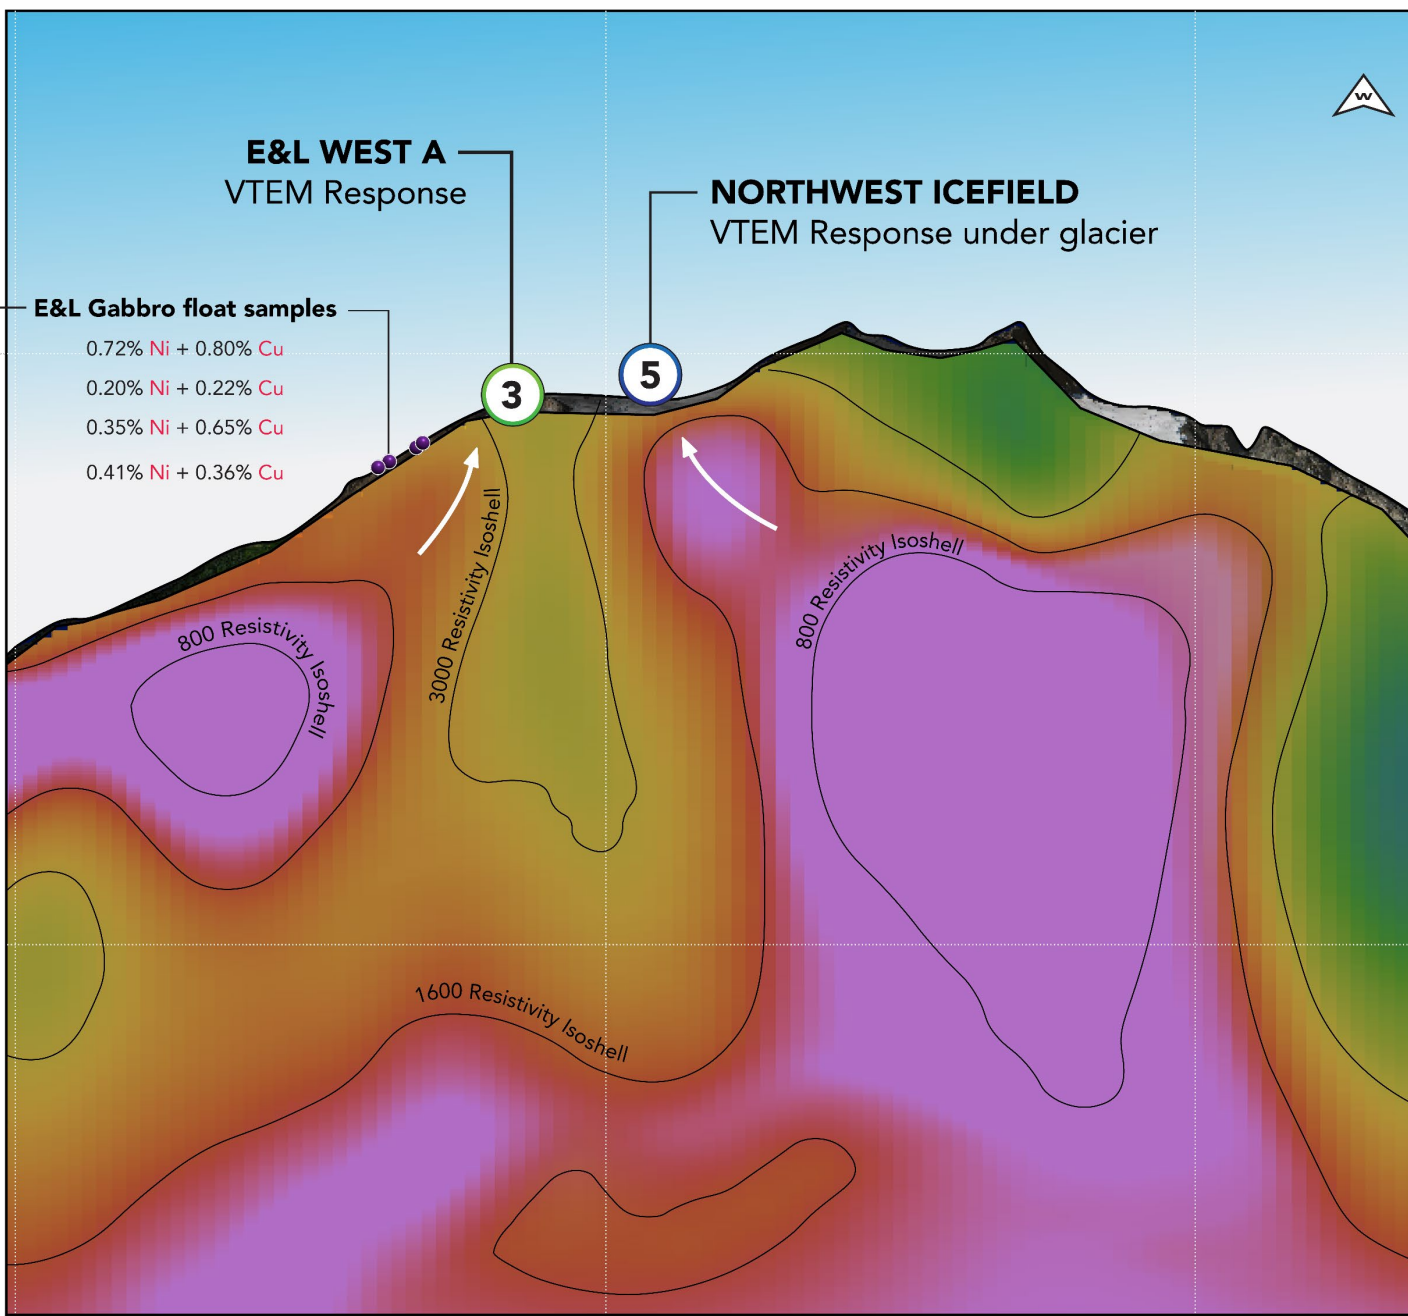 W
E&L WEST A
VTEM Response
NORTHWEST ICEFIELD
VTEM Response under glacier
E&L Gabbro float samples
0.72% Ni + 0.80% Cu
0.20% Ni + 0.22% Cu
0.35% Ni + 0.65% Cu
0.41% Ni + 0.36% Cu
3
5
3000 Resistivity Isoshell
800 Resistivity Isoshell
800 Resistivity Isoshell
1600 Resistivity Isoshell